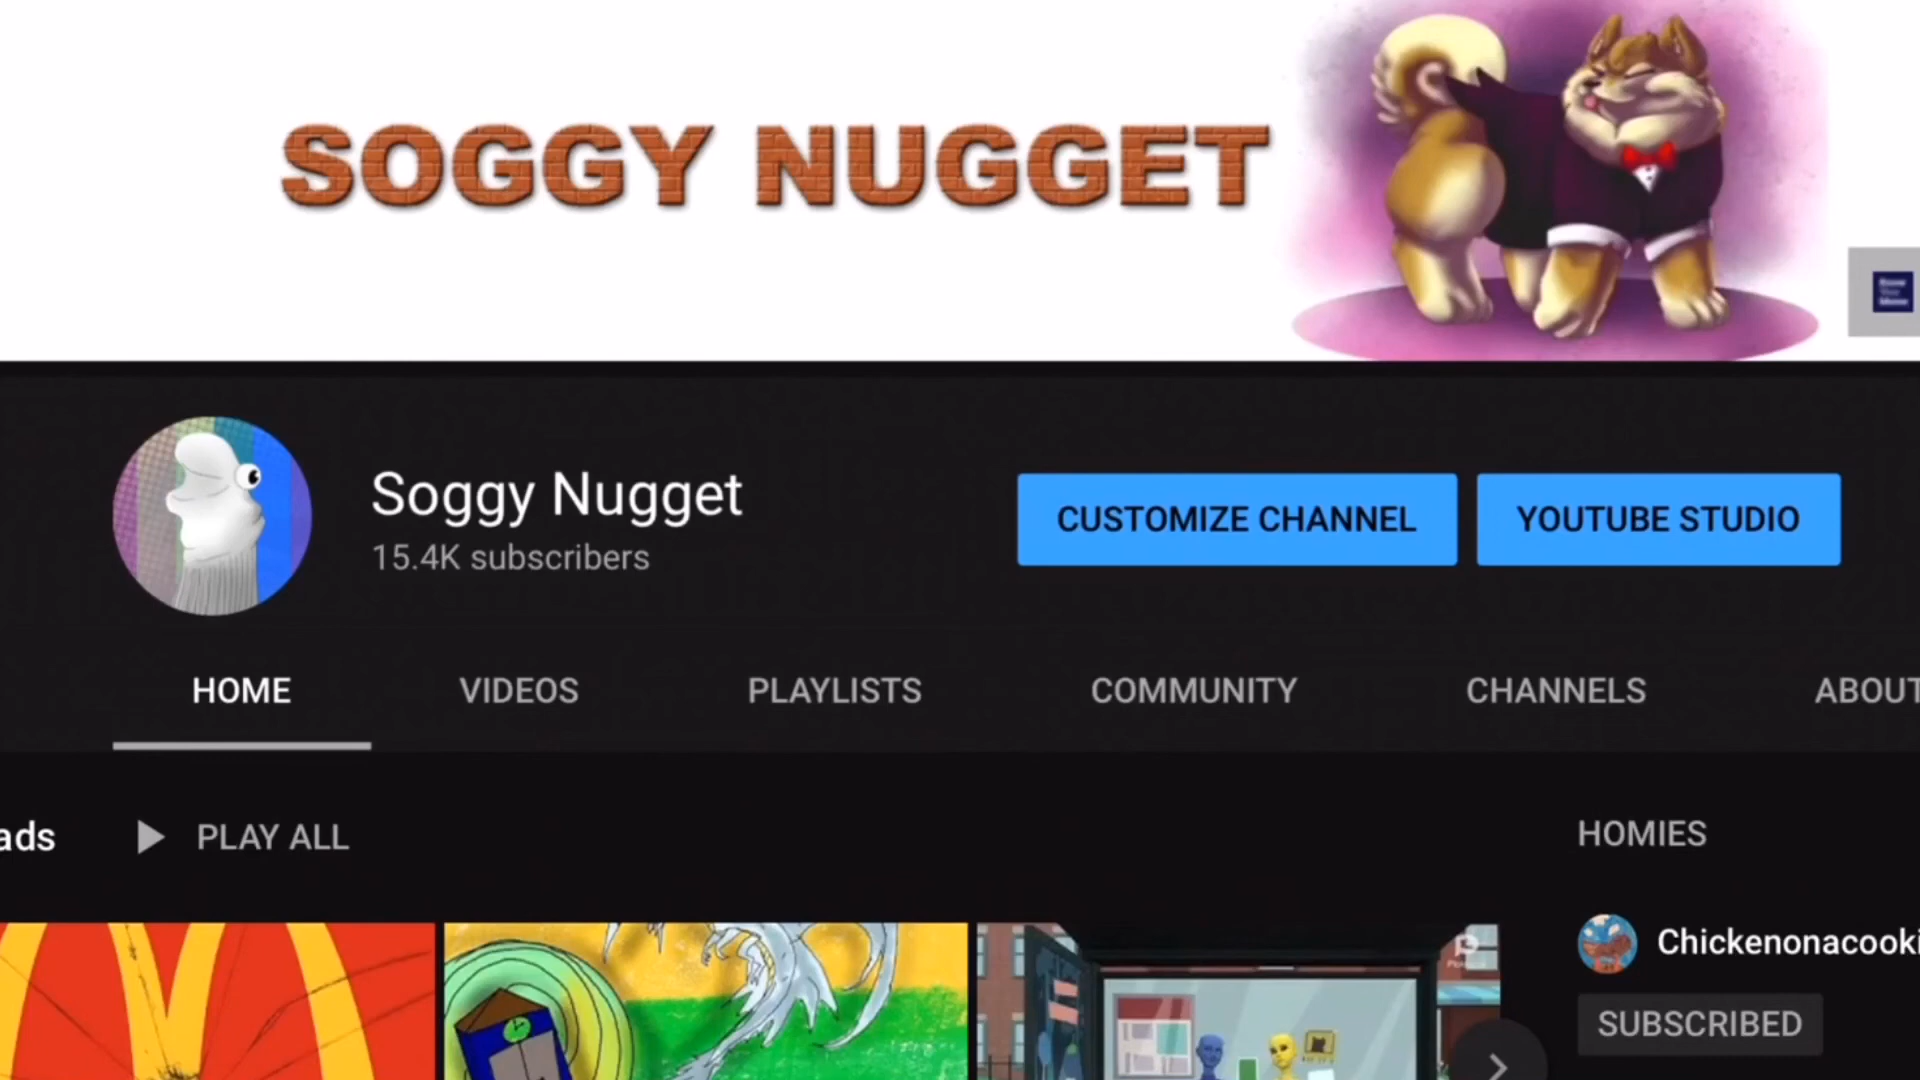 SOGGY NUGGET
Soggy Nugget
15.4K subscribers
CUSTOMIZE CHANNEL
YOUTUBE STUDIO
HOME
VIDEOS
PLAYLISTS
COMMUNITY
CHANNELS
ABOUT
ads
PLAY ALL
HOMIES
Chickenonacooki
SUBSCRIBED